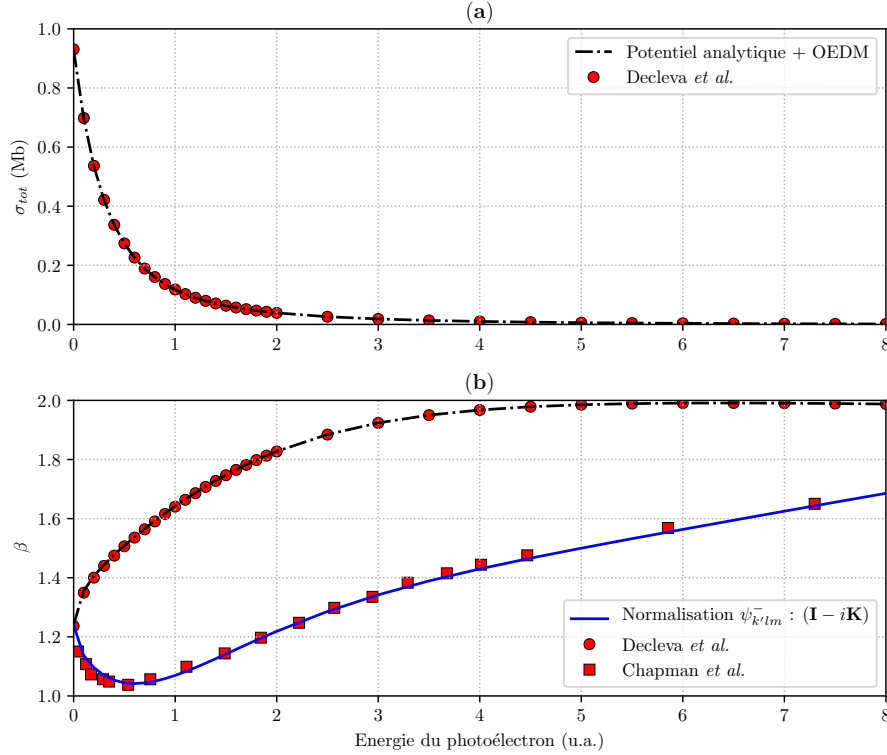 (a)
1.0
0.8
0.6
0.4
0.2
0.0
σtot (Mb)
Potentiel analytique + OEDM
Decleva et al.
0 1 2 3 4 5 6 7 8
(b)
2.0
1.8
1.6
1.4
1.2
1.0
β
Normalisation ψ⁻k′lm : (I − iK)
Decleva et al.
Chapman et al.
0 1 2 3 4 5 6 7 8
Energie du photoélectron (u.a.)